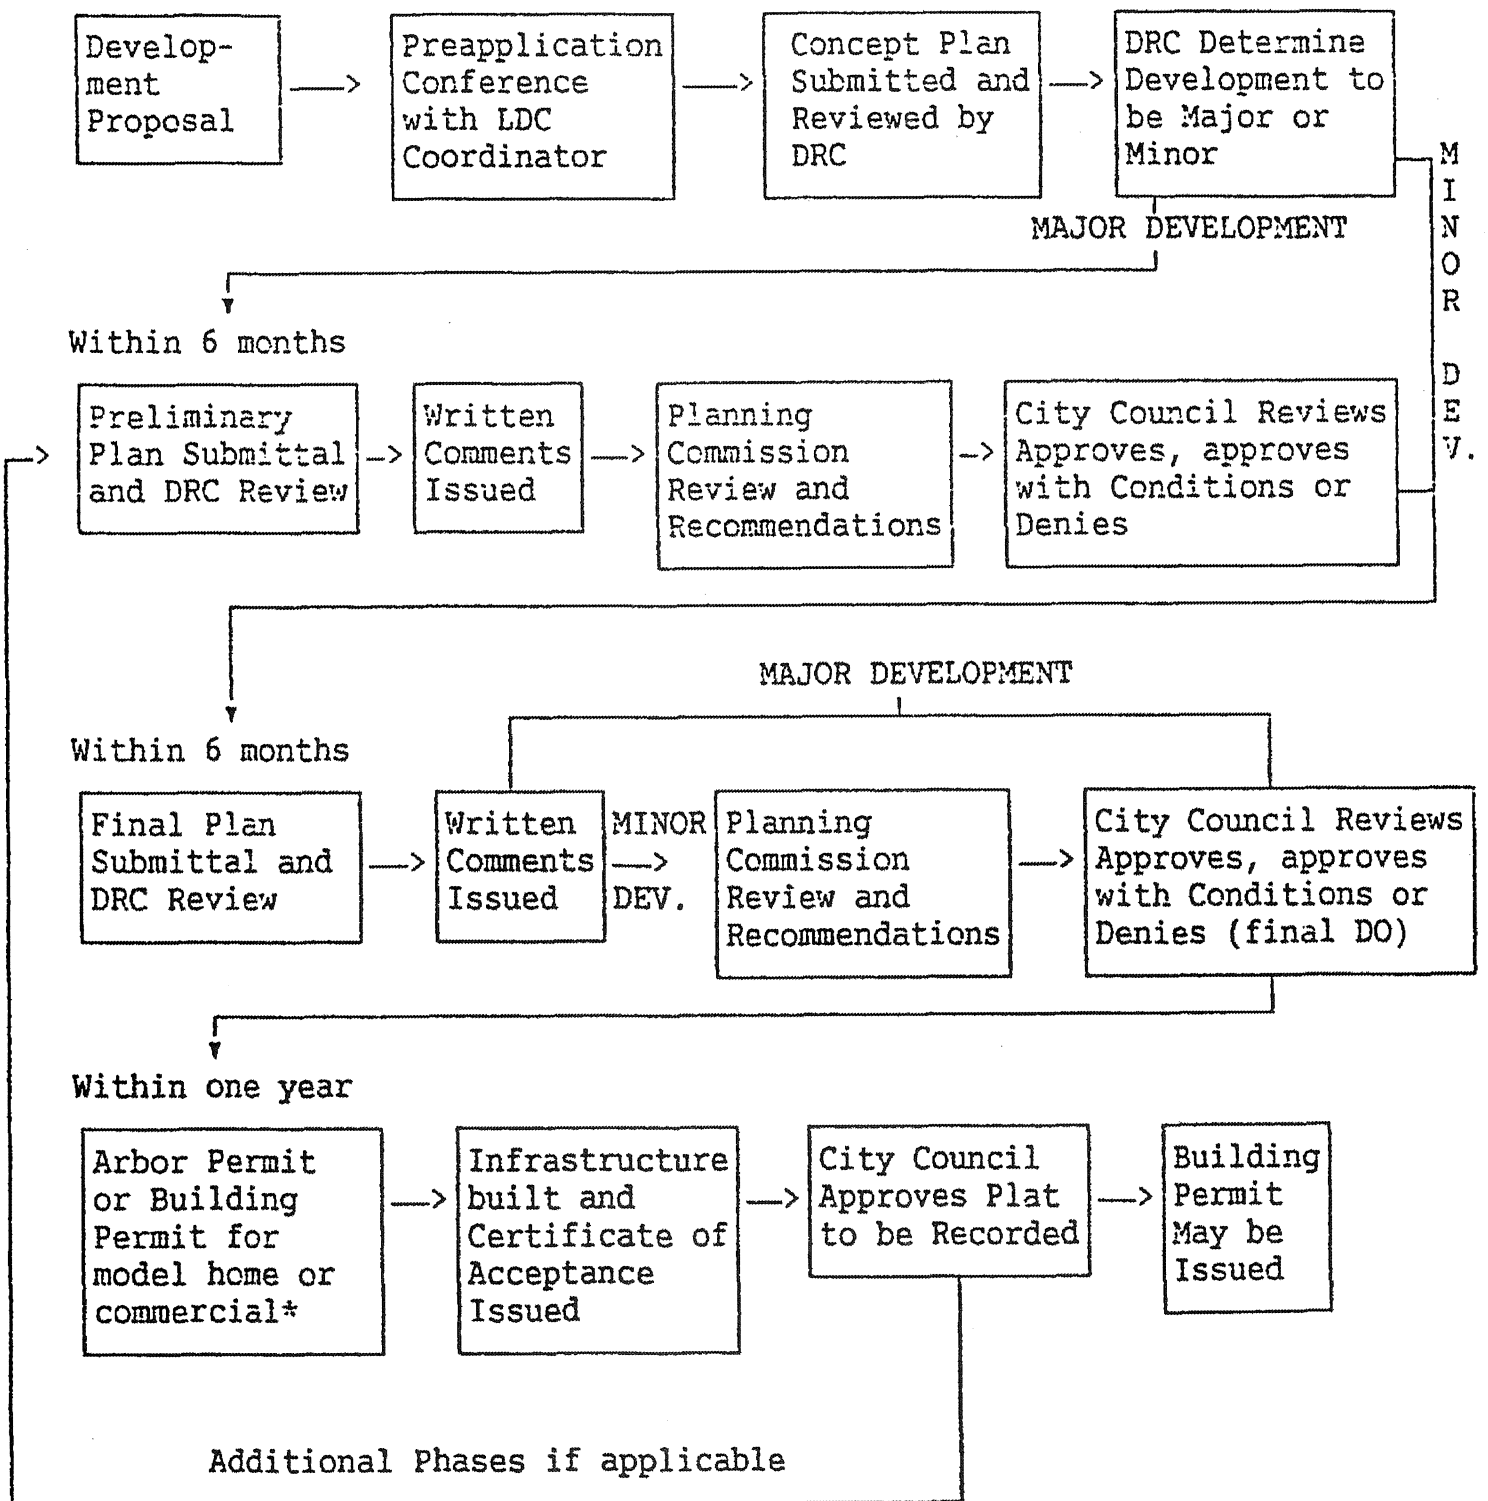 Develop-
ment
Proposal
Preapplication
Conference
with LDC
Coordinator
Concept Plan
Submitted and
Reviewed by
DRC
DRC Determine
Development to
be Major or
Minor
MINOR DEV.
MAJOR DEVELOPMENT
Within 6 months
Preliminary
Plan Submittal
and DRC Review
Written
Comments
Issued
Planning
Commission
Review and
Recommendations
City Council Reviews
Approves, approves
with Conditions or
Denies
MAJOR DEVELOPMENT
Within 6 months
Final Plan
Submittal and
DRC Review
Written
Comments
Issued
MINOR
DEV.
Planning
Commission
Review and
Recommendations
City Council Reviews
Approves, approves
with Conditions or
Denies (final DO)
Within one year
Arbor Permit
or Building
Permit for
model home or
commercial*
Infrastructure
built and
Certificate of
Acceptance
Issued
City Council
Approves Plat
to be Recorded
Building
Permit
May be
Issued
Additional Phases if applicable